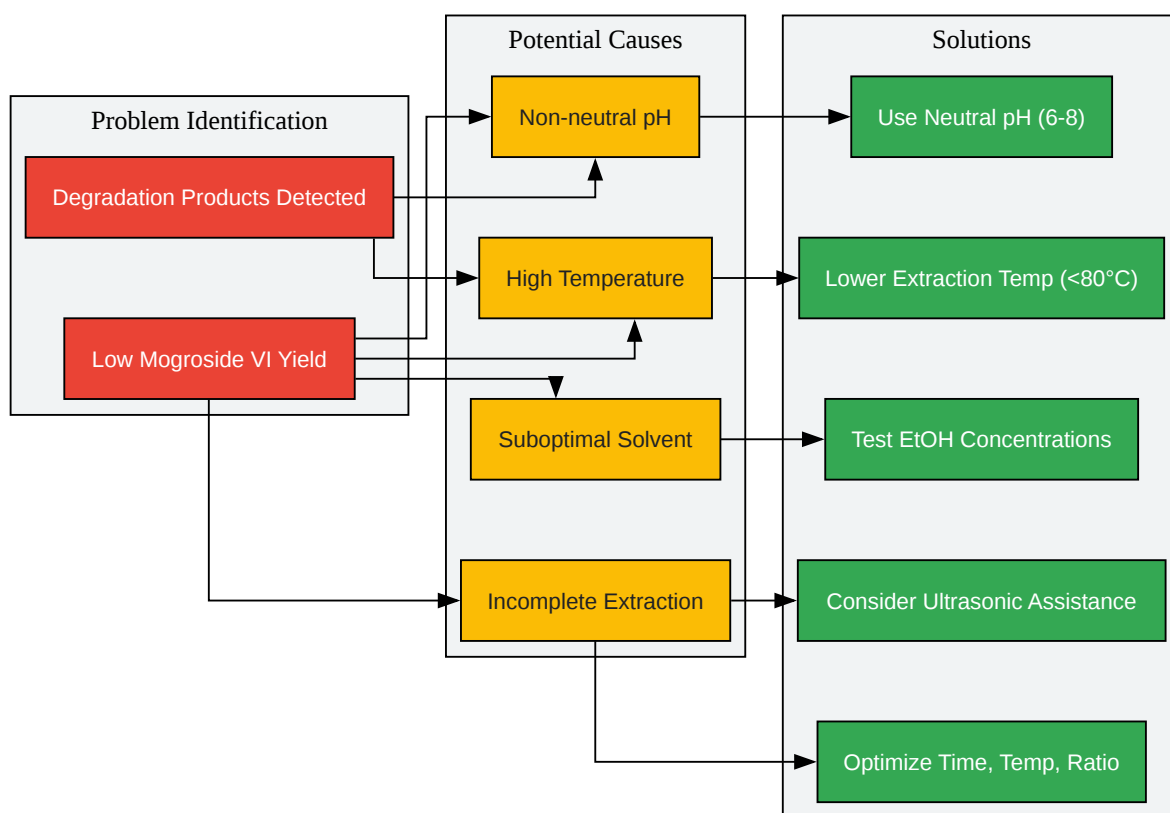 Problem Identification
Degradation Products Detected
Low Mogroside VI Yield
Potential Causes
Non-neutral pH
High Temperature
Suboptimal Solvent
Incomplete Extraction
Solutions
Use Neutral pH (6-8)
Lower Extraction Temp (<80°C)
Test EtOH Concentrations
Consider Ultrasonic Assistance
Optimize Time, Temp, Ratio